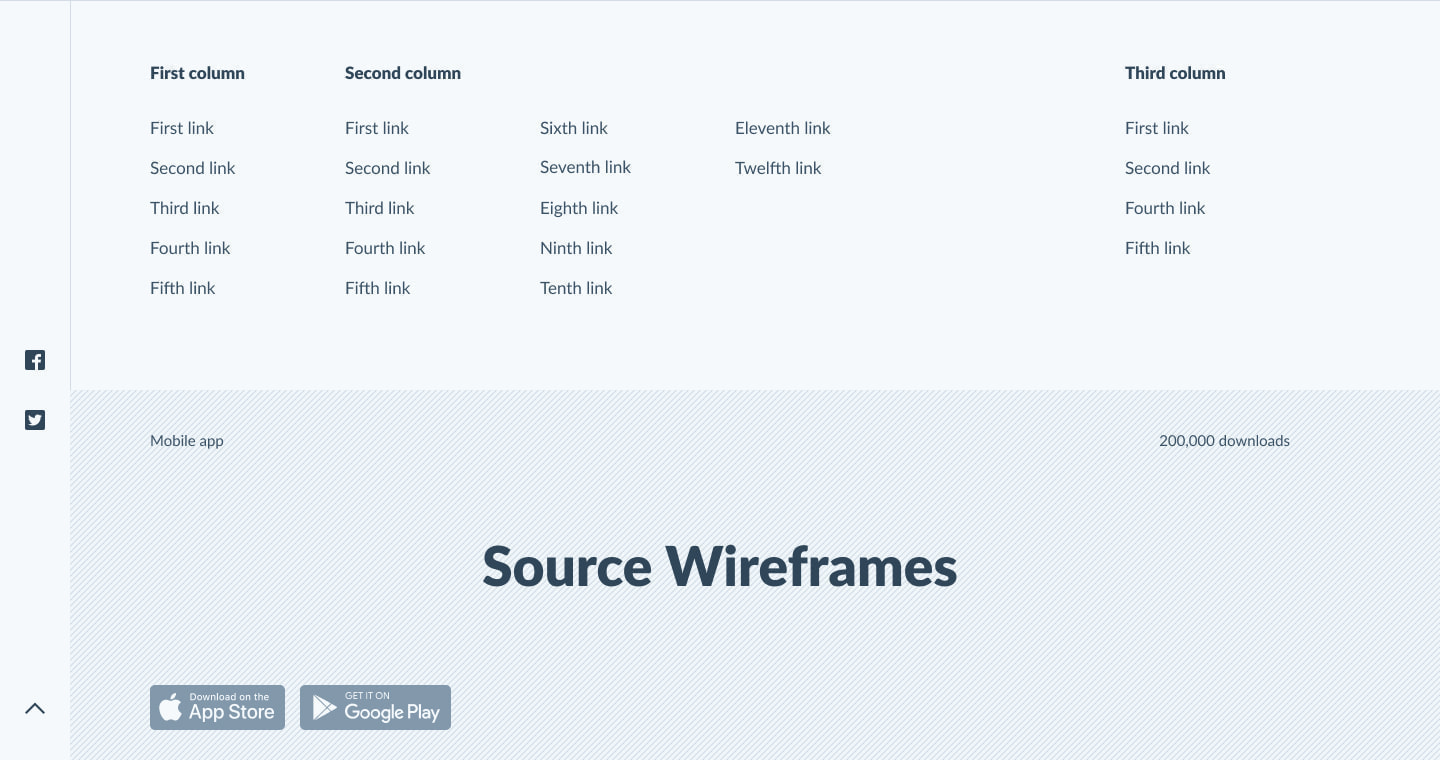 First column
First link
Second link
Third link
Fourth link
Fifth link
Second column
First link
Second link
Third link
Fourth link
Fifth link
Sixth link
Seventh link
Eighth link
Ninth link
Tenth link
Eleventh link
Twelfth link
Third column
First link
Second link
Fourth link
Fifth link
Mobile app
200,000 downloads
Source Wireframes
Download on the
App Store
GET IT ON
Google Play